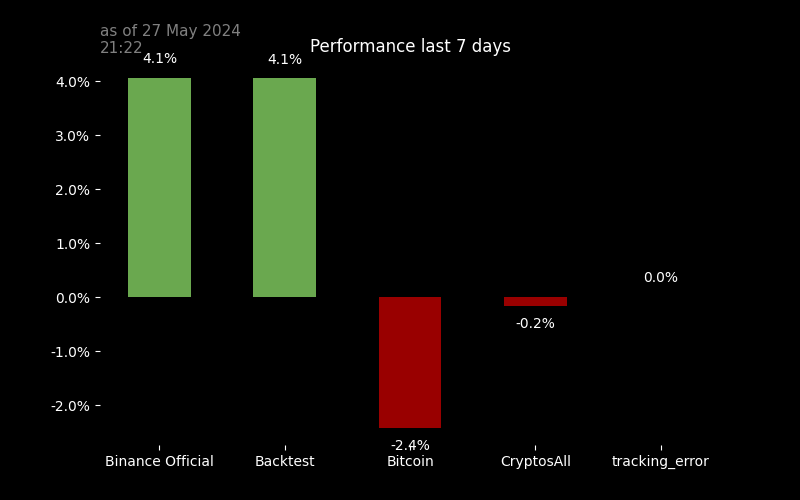 as of 27 May 2024
21:22
Performance last 7 days
4.1%
4.1%
4.0%
3.0%
2.0%
1.0%
0.0%
0.0%
-0.2%
-1.0%
-2.0%
-2.4%
Binance Official
Backtest
Bitcoin
CryptosAll
tracking_error